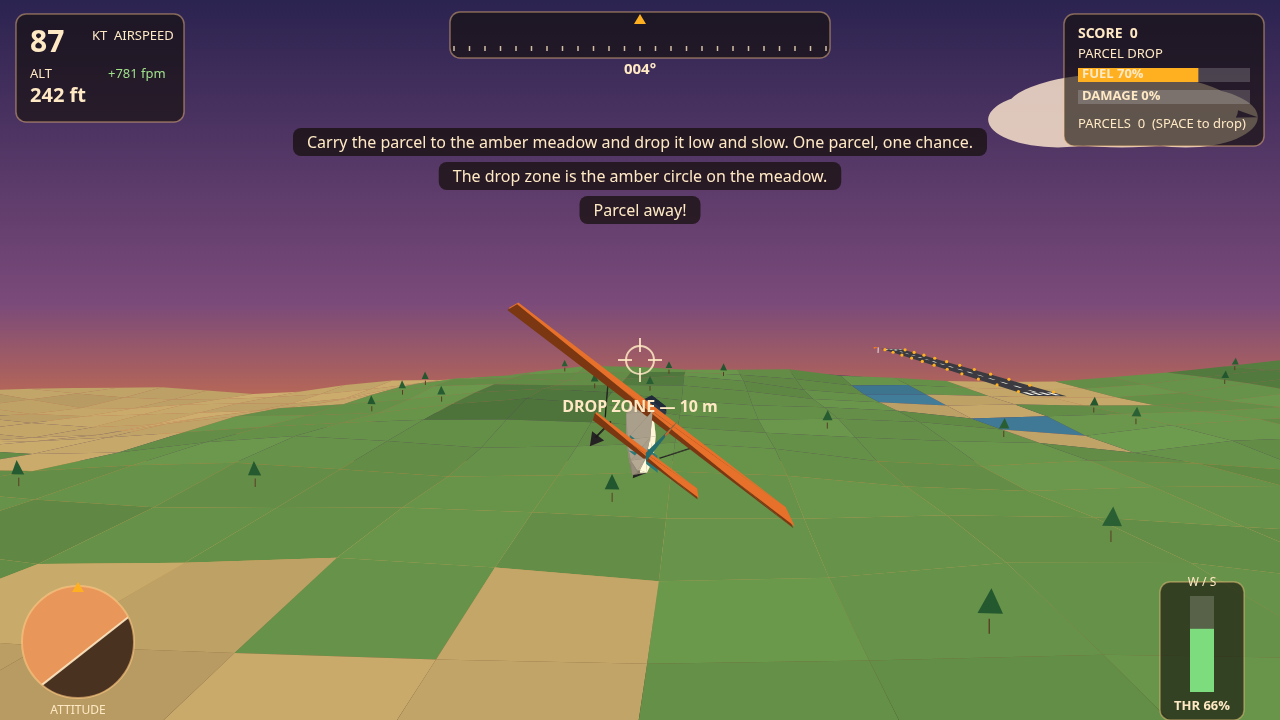 87 KT AIRSPEED
ALT +781 fpm
242 ft
004°
SCORE 0
PARCEL DROP
FUEL 70%
DAMAGE 0%
PARCELS 0 (SPACE to drop)
Carry the parcel to the amber meadow and drop it low and slow. One parcel, one chance.
The drop zone is the amber circle on the meadow.
Parcel away!
DROP ZONE — 10 m
ATTITUDE
W / S
THR 66%